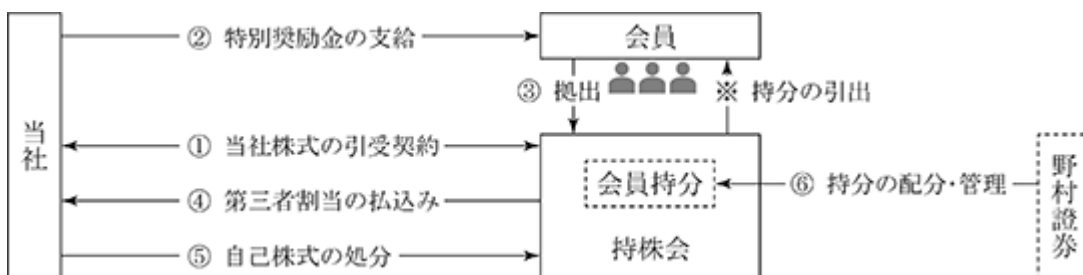 ② 特別奨励金の支給
会員
③ 拠出
※ 持分の引出
当社
① 当社株式の引受契約
会員持分
⑥ 持分の配分・管理
野村證券
④ 第三者割当の払込み
持株会
⑤ 自己株式の処分